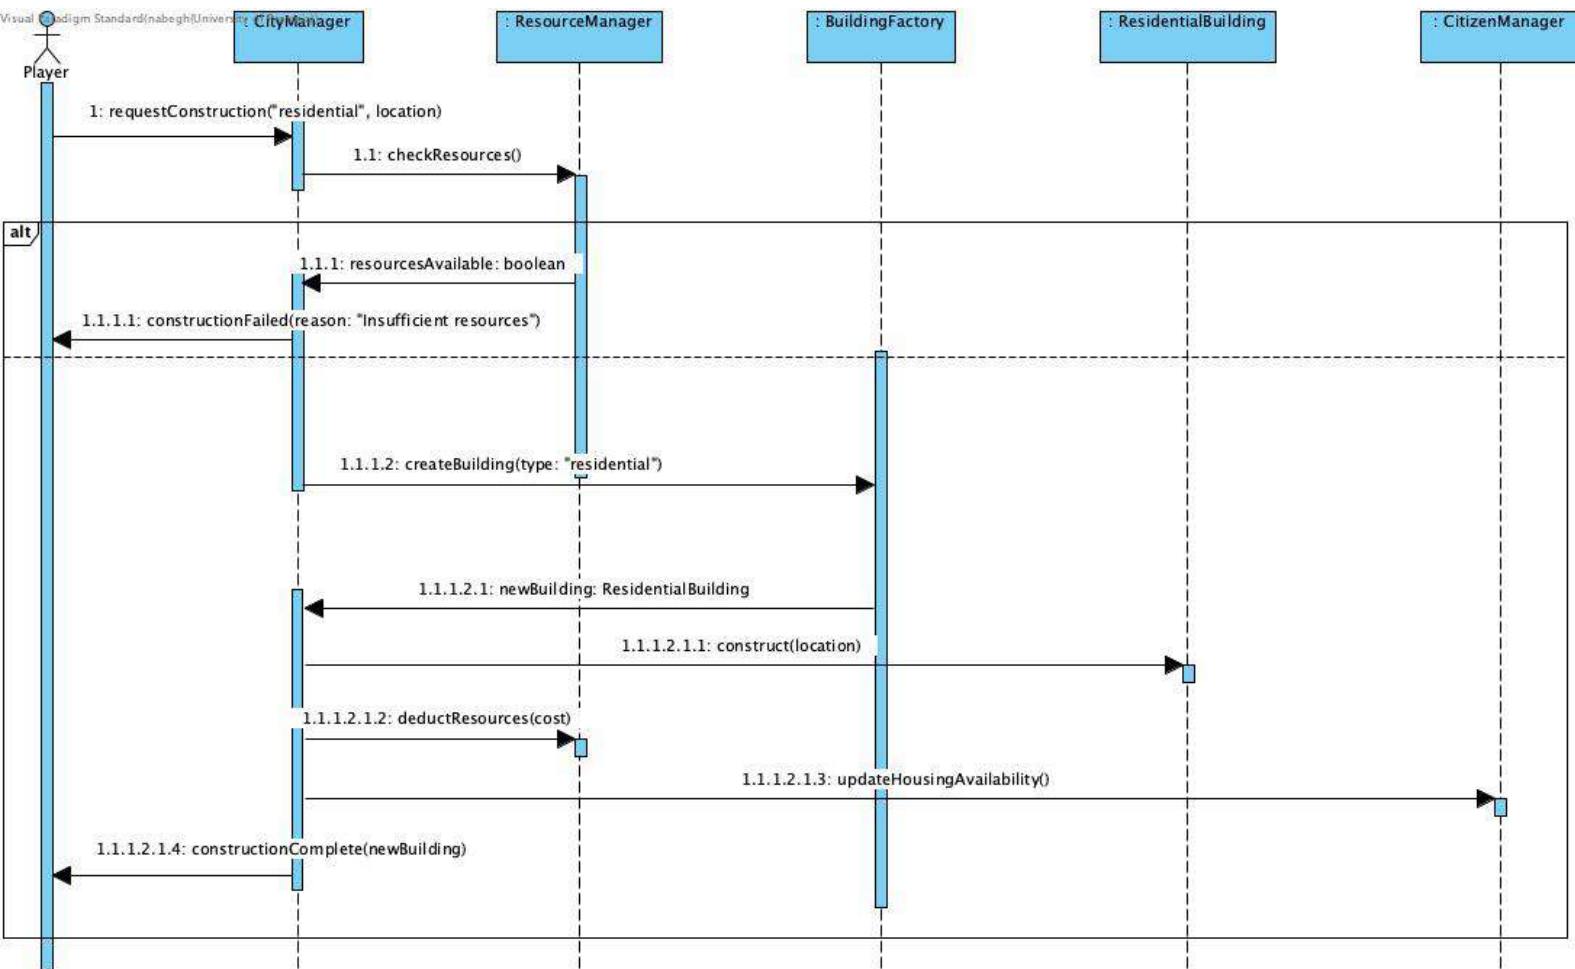 Visual Paradigm Standard(nabegh(University
: CityManager
: ResourceManager
: BuildingFactory
: ResidentialBuilding
: CitizenManager
Player
1: requestConstruction("residential", location)
1.1: checkResources()
alt
1.1.1: resourcesAvailable: boolean
1.1.1.1: constructionFailed(reason: "Insufficient resources")
1.1.1.2: createBuilding(type: "residential")
1.1.1.2.1: newBuilding: ResidentialBuilding
1.1.1.2.1.1: construct(location)
1.1.1.2.1.2: deductResources(cost)
1.1.1.2.1.3: updateHousingAvailability()
1.1.1.2.1.4: constructionComplete(newBuilding)